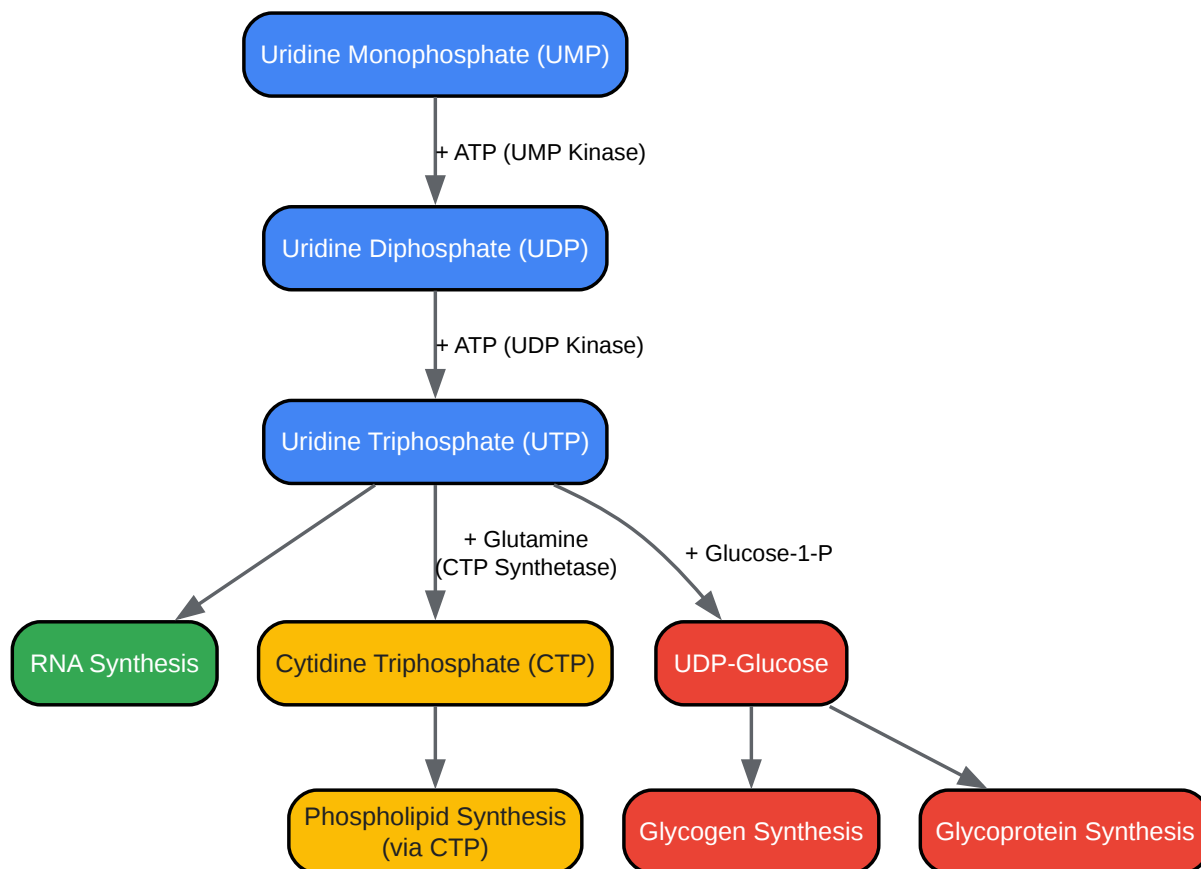 Uridine Monophosphate (UMP)
+ ATP (UMP Kinase)
Uridine Diphosphate (UDP)
+ ATP (UDP Kinase)
Uridine Triphosphate (UTP)
+ Glutamine
(CTP Synthetase)
+ Glucose-1-P
RNA Synthesis
Cytidine Triphosphate (CTP)
UDP-Glucose
Phospholipid Synthesis
(via CTP)
Glycogen Synthesis
Glycoprotein Synthesis